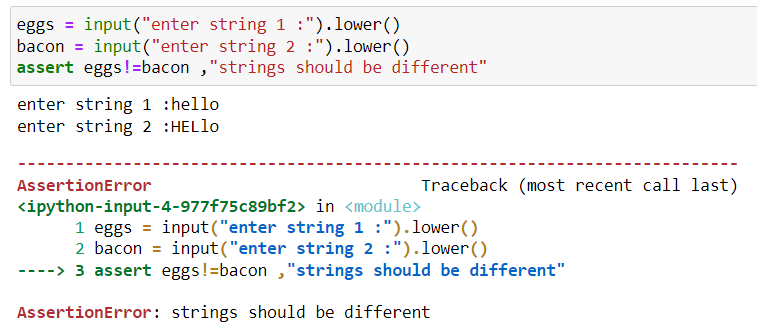 eggs = input("enter string 1 :").lower()
bacon = input("enter string 2 :").lower()
assert eggs!=bacon ,"strings should be different"
enter string 1 :hello
enter string 2 :HELlo
---------------------------------------------------------------------------
AssertionError                            Traceback (most recent call last)
<ipython-input-4-977f75c89bf2> in <module>
      1 eggs = input("enter string 1 :").lower()
      2 bacon = input("enter string 2 :").lower()
----> 3 assert eggs!=bacon ,"strings should be different"
AssertionError: strings should be different